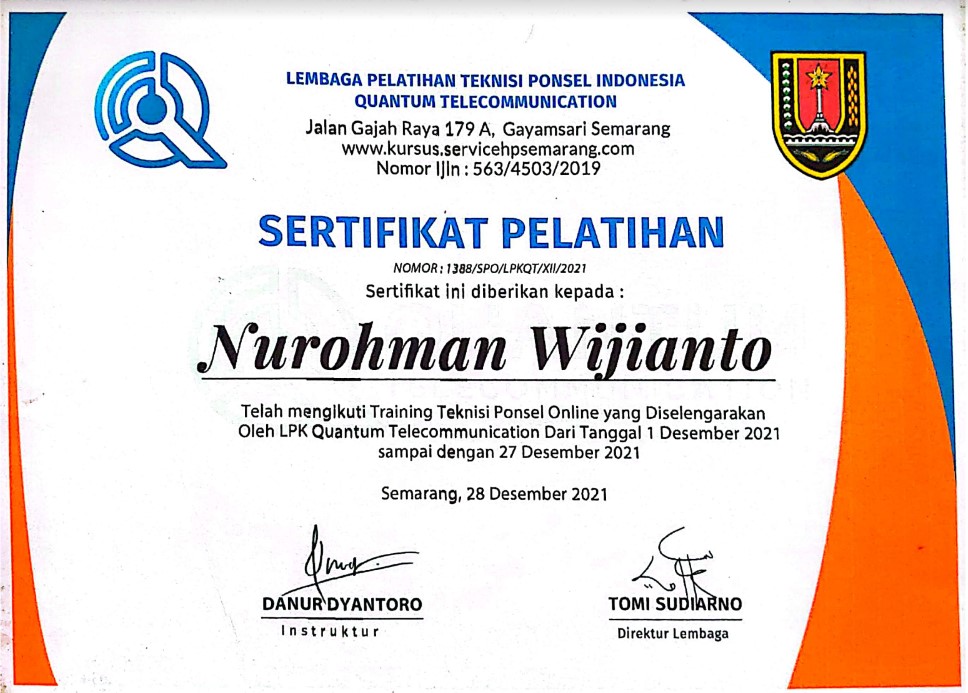 LEMBAGA PELATIHAN TEKNISI PONSEL INDONESIA
QUANTUM TELECOMMUNICATION
Jalan Gajah Raya 179 A, Gayamsari Semarang
www.kursus.servicehpsemarang.com
Nomor Ijin : 563/4503/2019
SERTIFIKAT PELATIHAN
NOMOR : 1388/SPO/LPKQT/XII/2021
Sertifikat ini diberikan kepada :
Nurohman Wijianto
Telah mengikuti Training Teknisi Ponsel Online yang Diselengarakan
Oleh LPK Quantum Telecommunication Dari Tanggal 1 Desember 2021
sampai dengan 27 Desember 2021
Semarang, 28 Desember 2021
DANUR DYANTORO
Instruktur
TOMI SUDIARNO
Direktur Lembaga